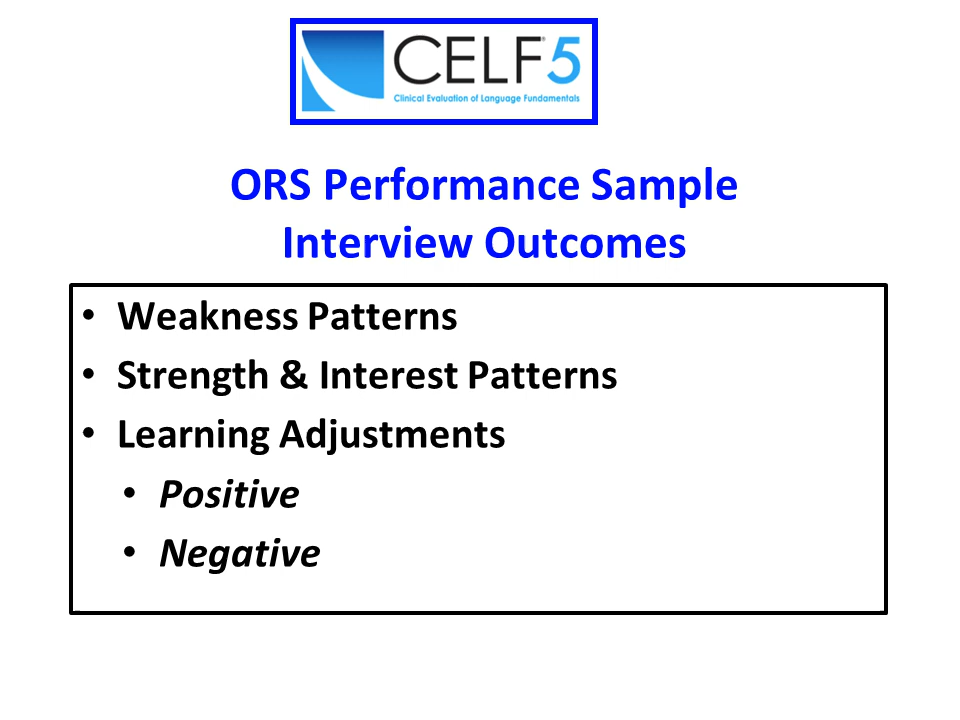 CELF5
Clinical Evaluation of Language Fundamentals
ORS Performance Sample
Interview Outcomes
• Weakness Patterns
• Strength & Interest Patterns
• Learning Adjustments
• Positive
• Negative